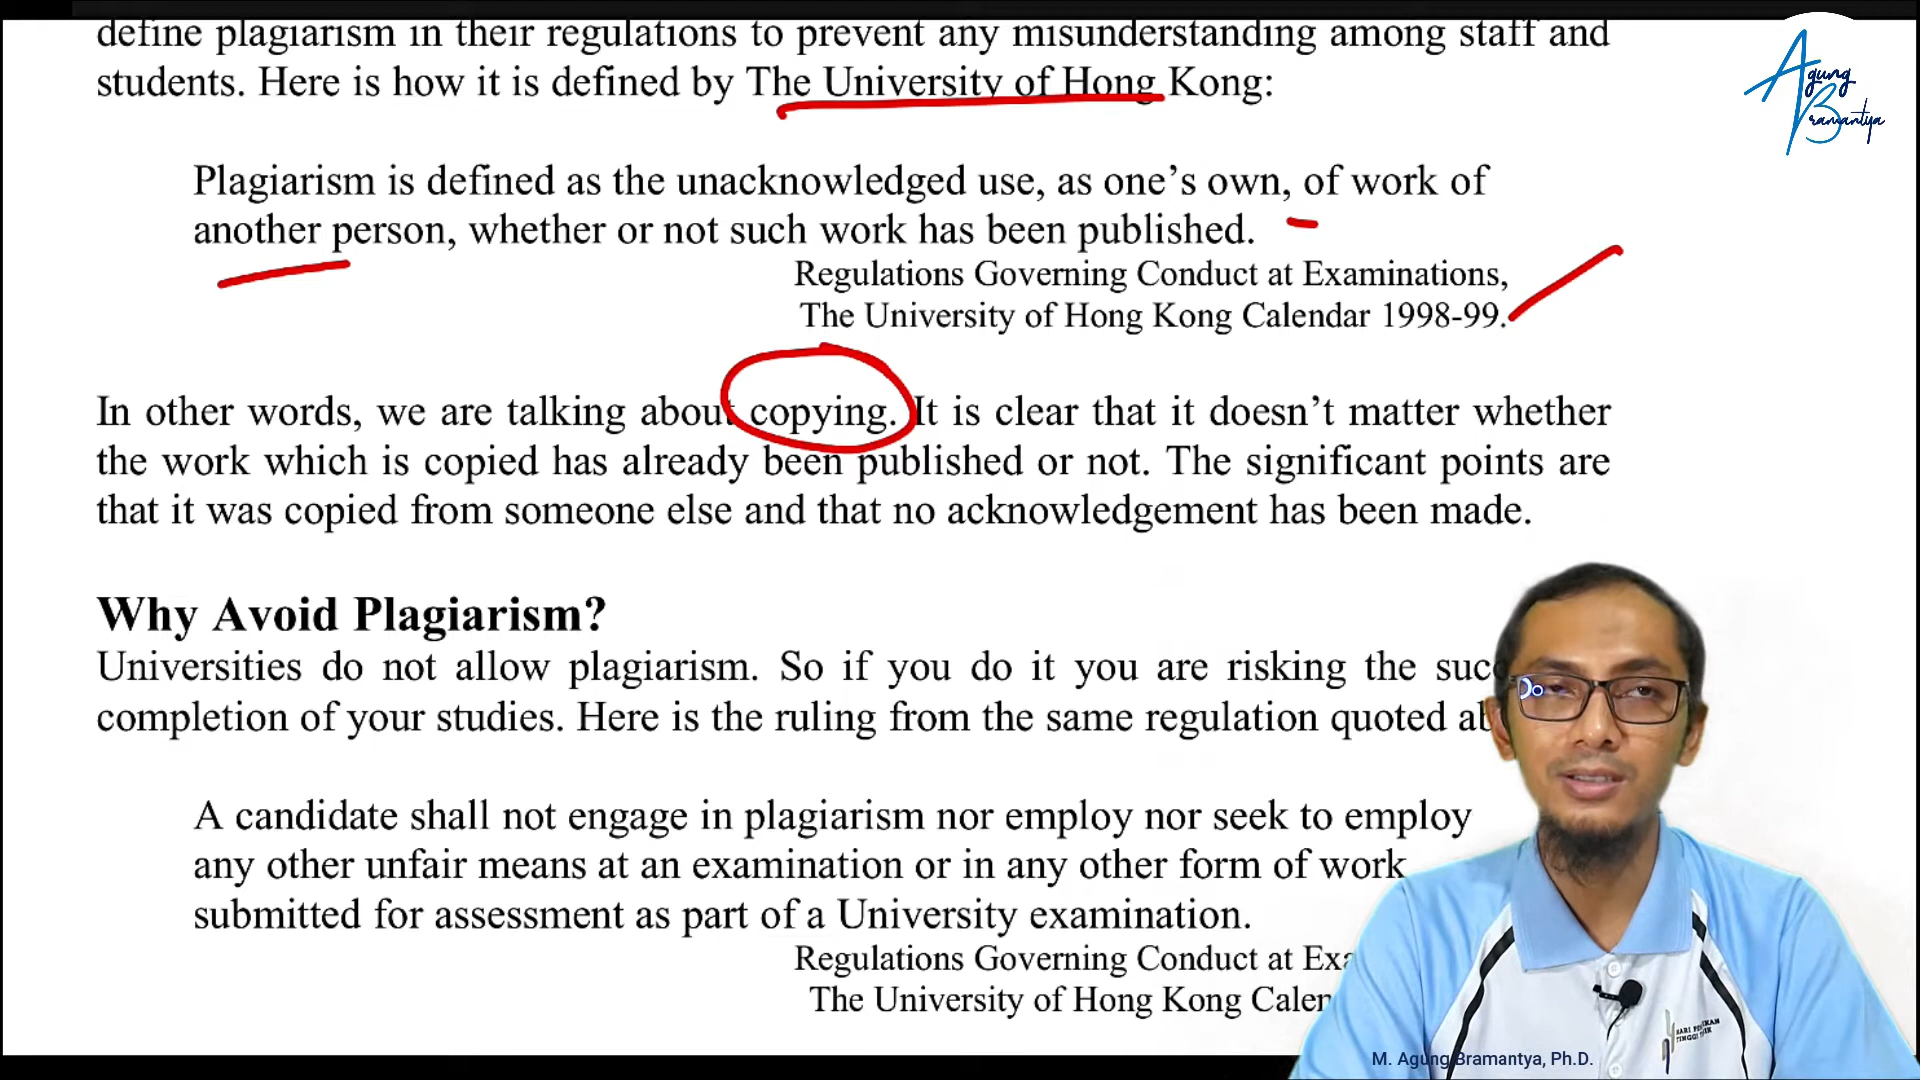 define plagiarism in their regulations to prevent any misunderstanding among staff and
students. Here is how it is defined by The University of Hong Kong:
Plagiarism is defined as the unacknowledged use, as one’s own, of work of
another person, whether or not such work has been published.
Regulations Governing Conduct at Examinations,
The University of Hong Kong Calendar 1998-99.
In other words, we are talking about copying. It is clear that it doesn’t matter whether
the work which is copied has already been published or not. The significant points are
that it was copied from someone else and that no acknowledgement has been made.
Why Avoid Plagiarism?
Universities do not allow plagiarism. So if you do it you are risking the suc
completion of your studies. Here is the ruling from the same regulation quoted ab
A candidate shall not engage in plagiarism nor employ nor seek to employ
any other unfair means at an examination or in any other form of work
submitted for assessment as part of a University examination.
Regulations Governing Conduct at Exa
The University of Hong Kong Calen
Agung
Bramantya
M. Agung Bramantya, Ph.D.